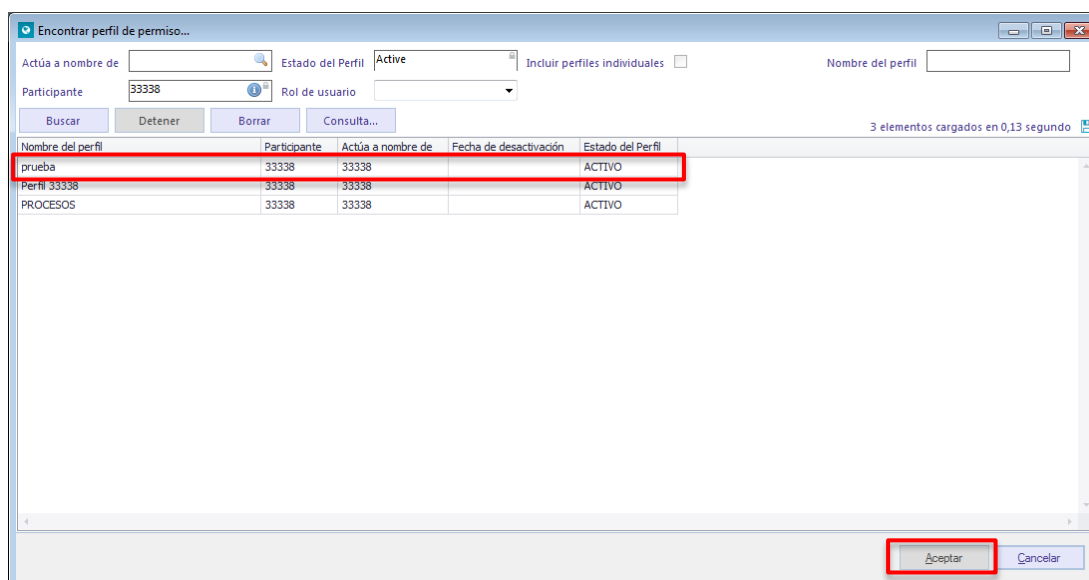 Encontrar perfil de permiso...
Actúa a nombre de Estado del Perfil Active Incluir perfiles individuales Nombre del perfil
Participante 33338 Rol de usuario
Buscar Detener Borrar Consulta...
3 elementos cargados en 0,13 segundo
Nombre del perfil Participante Actúa a nombre de Fecha de desactivación Estado del Perfil
prueba 33338 33338 ACTIVO
Perfil 33338 33338 33338 ACTIVO
PROCESOS 33338 33338 ACTIVO
Aceptar Cancelar